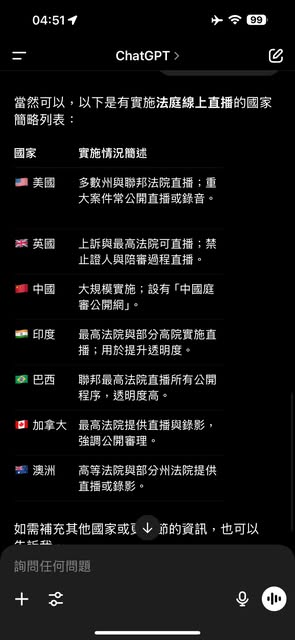 04:51
99
ChatGPT >
當然可以，以下是有實施法庭線上直播的國家
簡略列表：
國家 實施情況簡述
美國 多數州與聯邦法院直播；重
大案件常公開直播或錄音。
英國 上訴與最高法院可直播；禁
止證人與陪審過程直播。
中國 大規模實施；設有「中國庭
審公開網」。
印度 最高法院與部分高院實施直
播；用於提升透明度。
巴西 聯邦最高法院直播所有公開
程序，透明度高。
加拿大 最高法院提供直播與錄影，
強調公開審理。
澳洲 高等法院與部分州法院提供
直播或錄影。
如需補充其他國家或 節的資訊，也可以
告訴我。
詢問任何問題